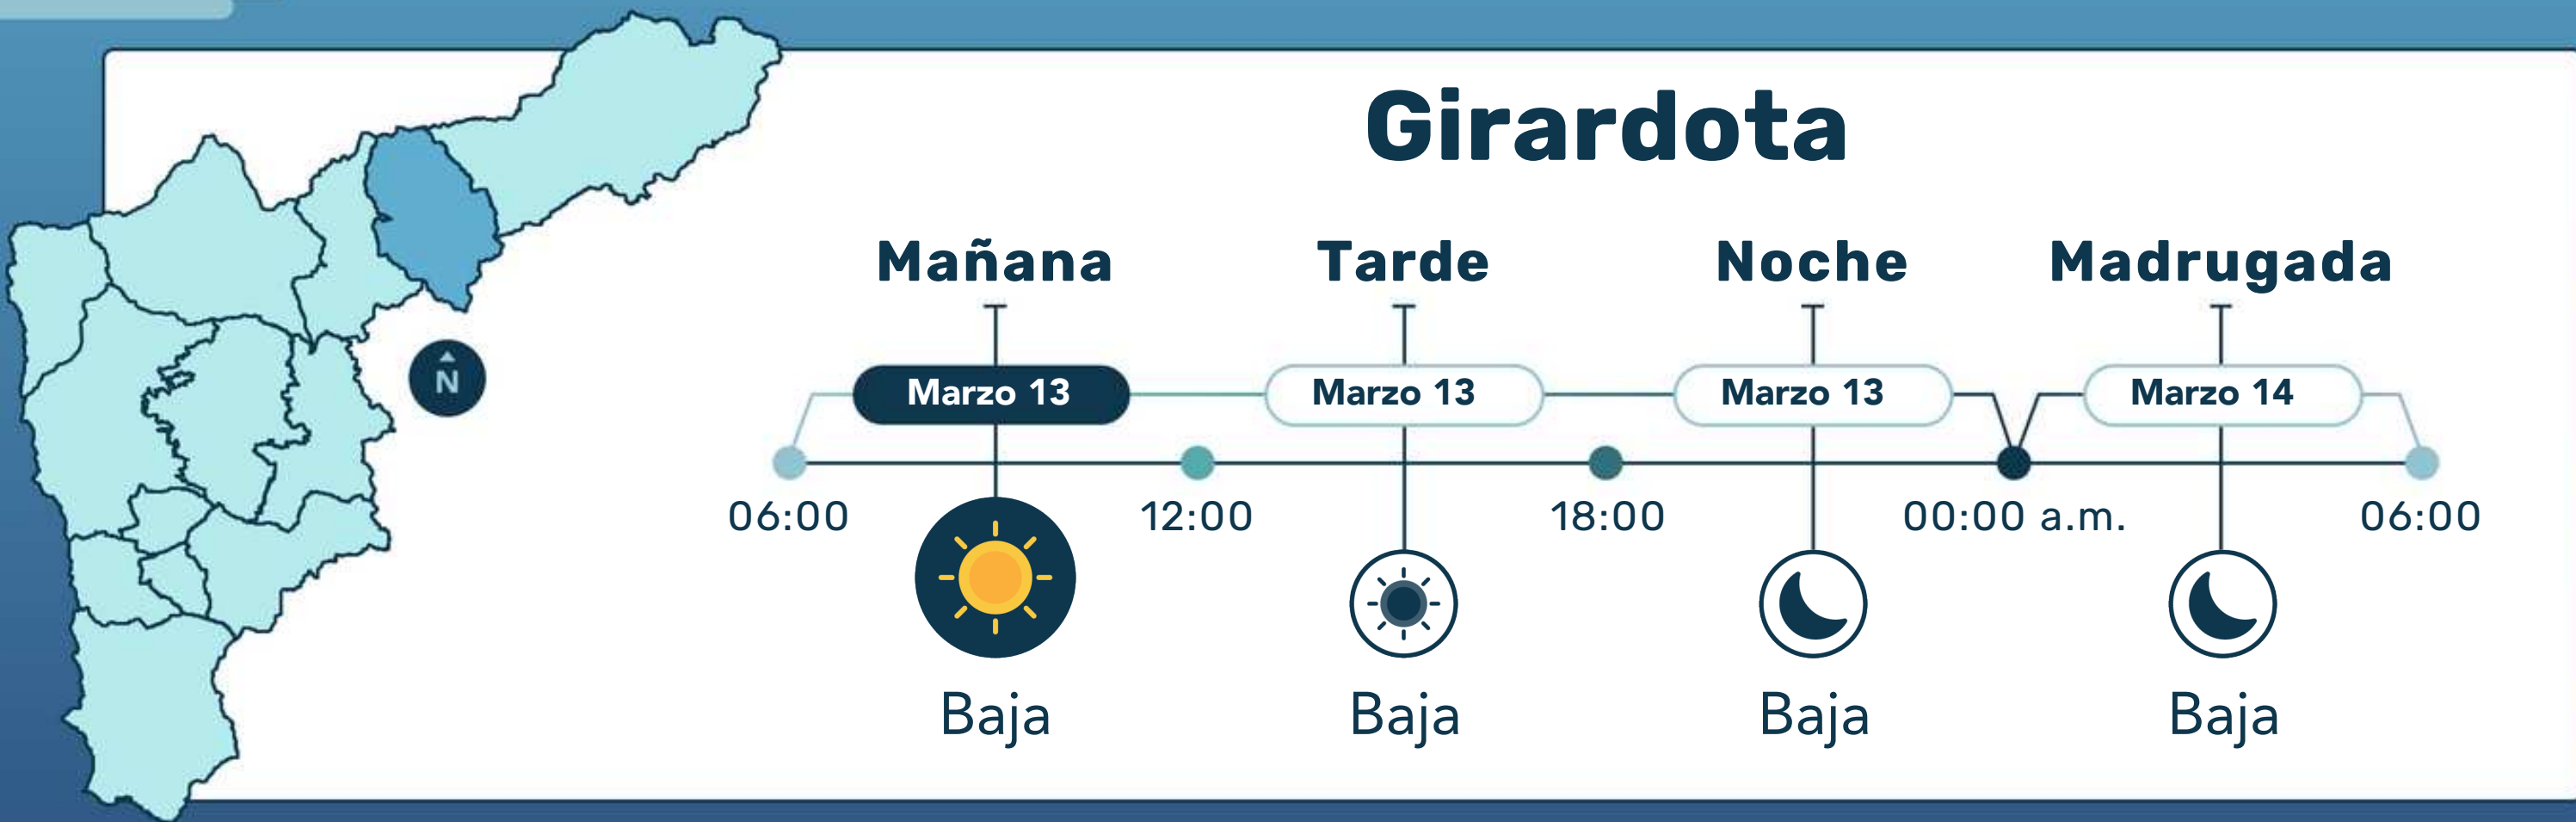 Girardota
Mañana
Tarde
Noche
Madrugada
Marzo 13
Marzo 13
Marzo 13
Marzo 14
N
06:00
12:00
18:00
00:00 a.m.
06:00
Baja
Baja
Baja
Baja